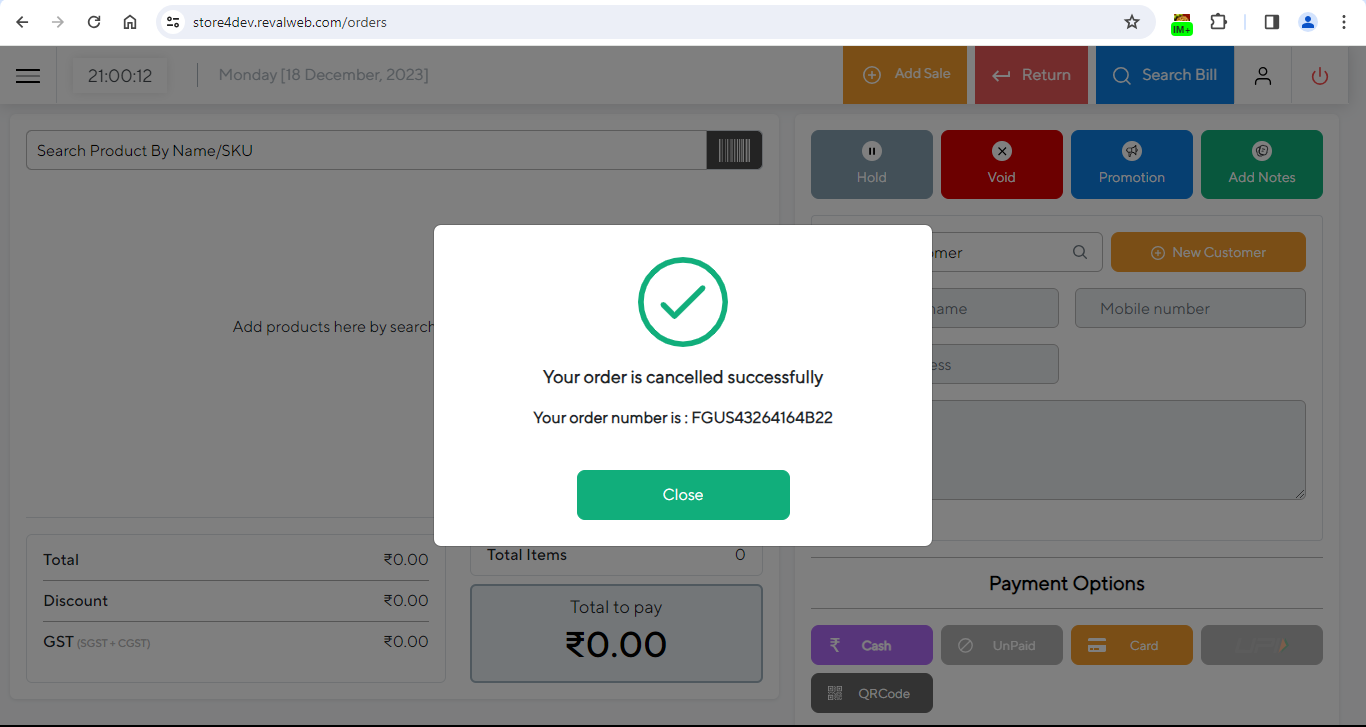 store4dev.revalweb.com/orders
IM+
21:00:12
Monday [18 December, 2023]
Add Sale
Return
Search Bill
Search Product By Name/SKU
Hold
Void
Promotion
Add Notes
New Customer
Mobile number
Add products here by search
Your order is cancelled successfully
Your order number is : FGUS43264164B22
Close
Total ₹0.00
Discount ₹0.00
GST (SGST + CGST) ₹0.00
Total Items 0
Total to pay
₹0.00
Payment Options
₹ Cash
UnPaid
Card
QRCode